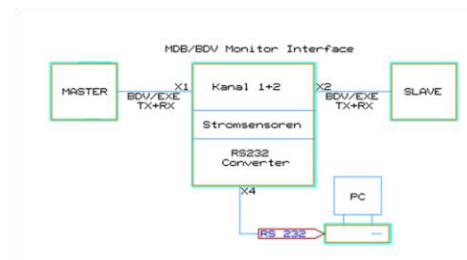 MDB/BDV Monitor Interface
MASTER
X1
BDV/EXE
TX+RX
Kanal 1+2
X2
BDV/EXE
TX+RX
SLAVE
Stromsensoren
RS232
Converter
X4
PC
RS 232